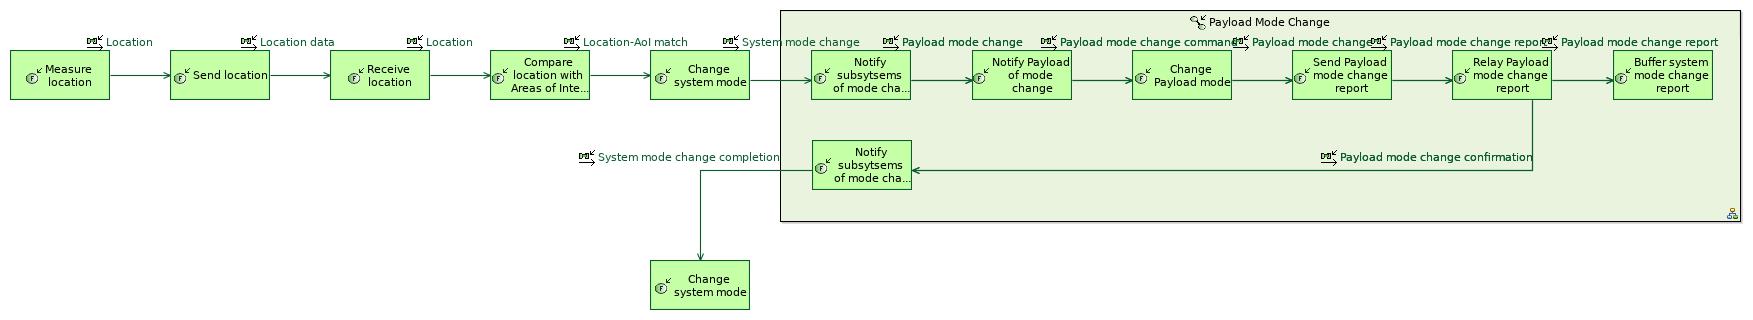 Payload Mode Change
Location
Location data
Location
Location-AoI match
System mode change
Payload mode change
Payload mode change command
Payload mode change
Payload mode change report
Payload mode change report
Measure
location
Send location
Receive
location
Compare
location with
Areas of Inte...
Change
system mode
Notify
subsytsems
of mode cha...
Notify Payload
of mode
change
Change
Payload mode
Send Payload
mode change
report
Relay Payload
mode change
report
Buffer system
mode change
report
System mode change completion
Notify
subsytsems
of mode cha...
Payload mode change confirmation
Change
system mode